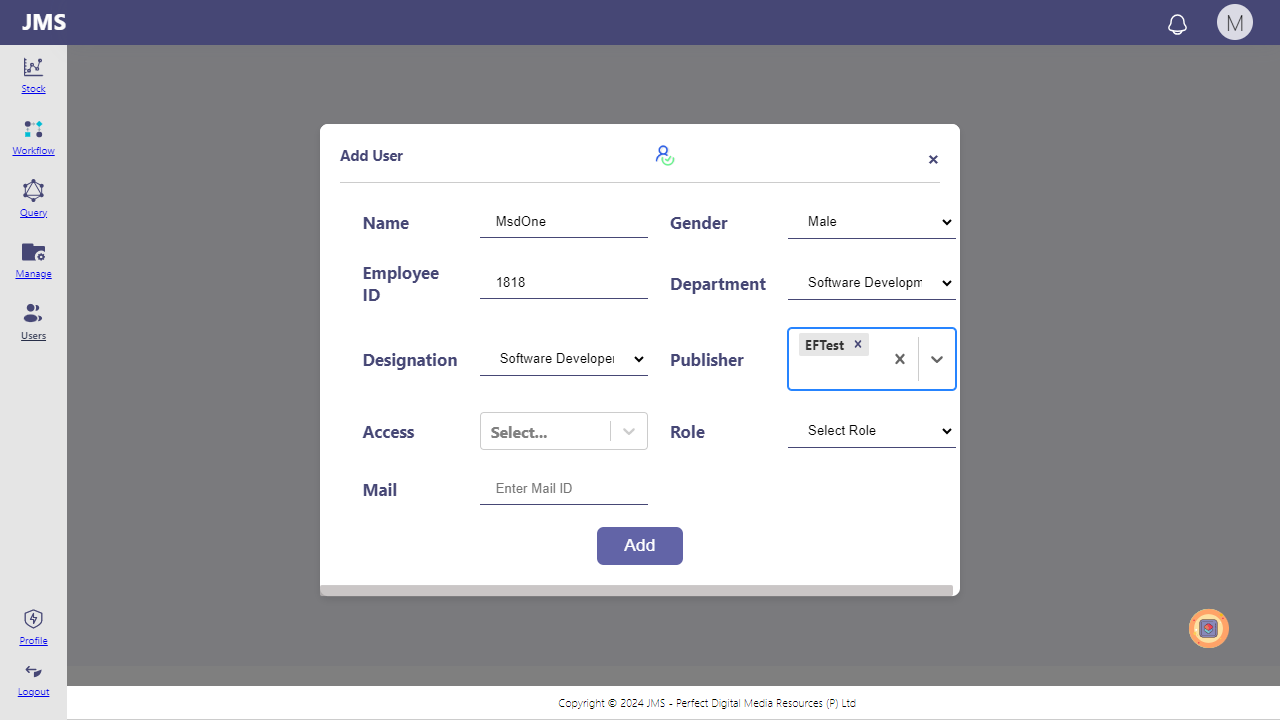 JMS
M
Stock
Workflow
Query
Manage
Users
Profile
Logout
Add User
×
Name
MsdOne
Gender
Male
Employee
ID
1818
Department
Software Developm
Designation
Software Developer
Publisher
EFTest
Access
Select...
Role
Select Role
Mail
Enter Mail ID
Add
Copyright © 2024 JMS - Perfect Digital Media Resources (P) Ltd